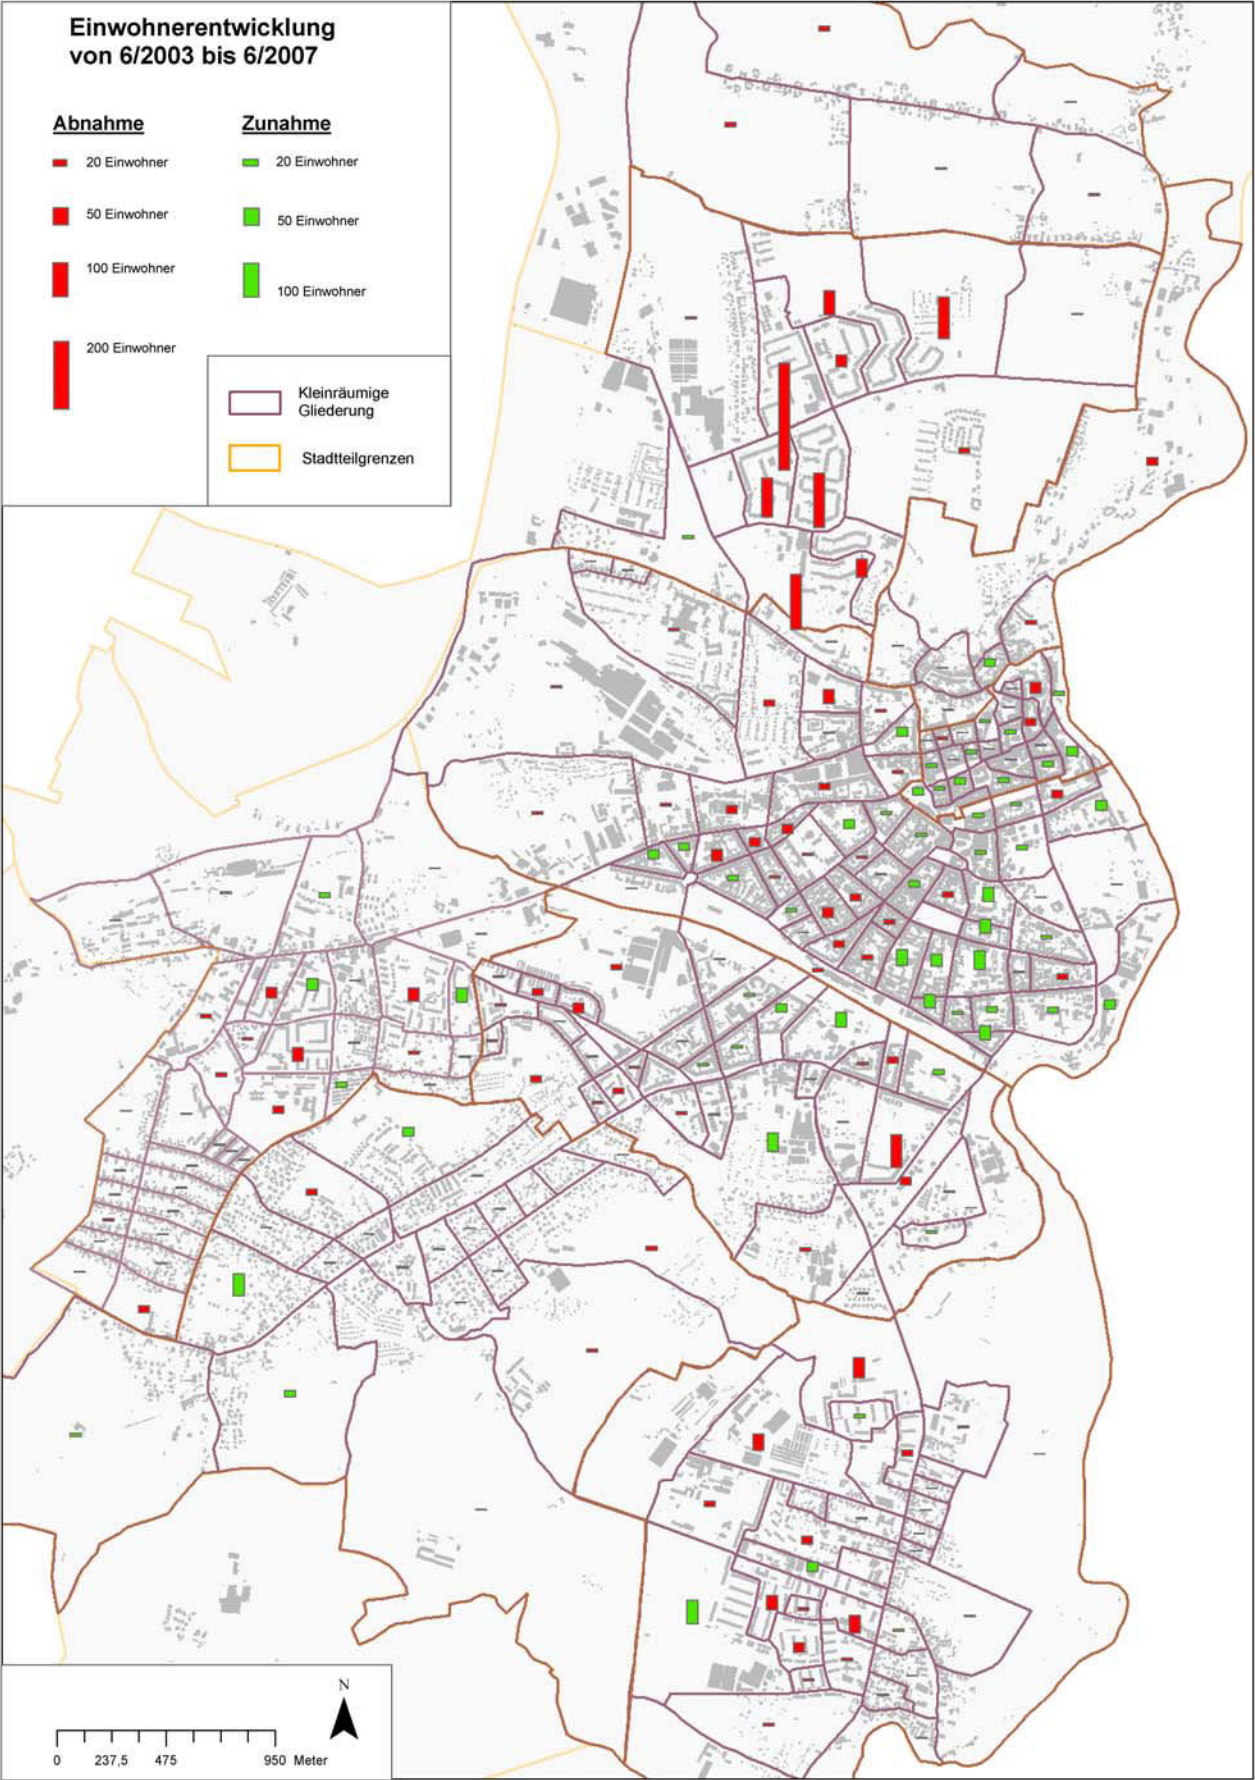 Einwohnerentwicklung
von 6/2003 bis 6/2007
Abnahme
Zunahme
20 Einwohner
20 Einwohner
50 Einwohner
50 Einwohner
100 Einwohner
100 Einwohner
200 Einwohner
Kleinräumige
Gliederung
Stadtteilgrenzen
N
0 237,5 475 950 Meter